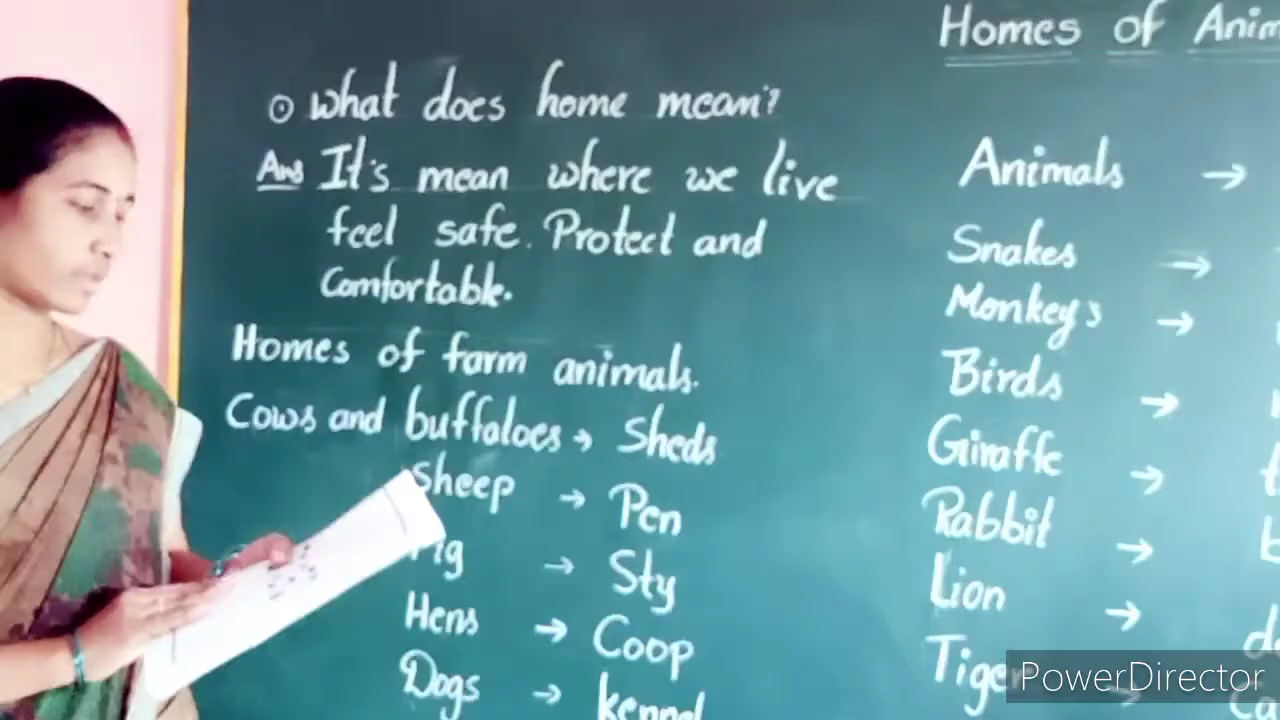 Homes of Anim
⊙ What does home mean?
Ans It's mean where we live
feel safe. Protect and
Comfortable.
Homes of farm animals.
Cows and buffaloes → Sheds
Sheep → Pen
Pig → Sty
Hens → Coop
Dogs → kennel
Animals →
Snakes →
Monkeys →
Birds →
Giraffe →
Rabbit →
Lion →
Tiger →
PowerDirector